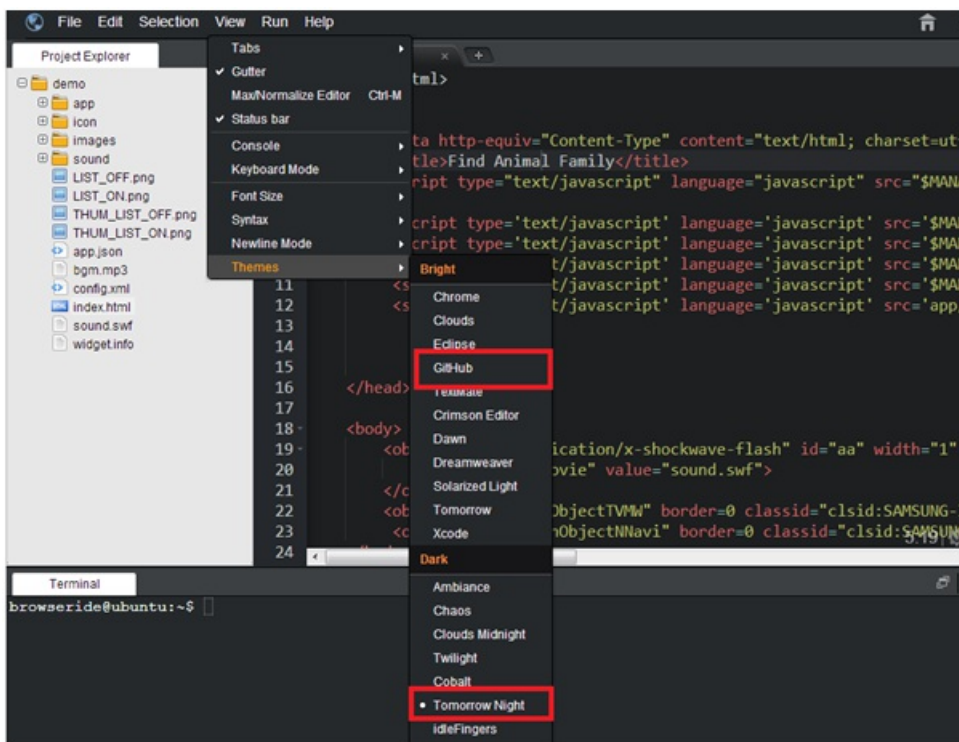 File Edit Selection View Run Help
Project Explorer
demo
app
icon
images
sound
LIST_OFF.png
LIST_ON.png
THUM_LIST_OFF.png
THUM_LIST_ON.png
app.json
bgm.mp3
config.xml
index.html
sound.swf
widget.info
Tabs
Gutter
Max/Normalize Editor Ctrl-M
Status bar
Console
Keyboard Mode
Font Size
Syntax
Newline Mode
Themes
Bright
Chrome
Clouds
Eclipse
GitHub
TextMate
Crimson Editor
Dawn
Dreamweaver
Solarized Light
Tomorrow
Xcode
Dark
Ambiance
Chaos
Clouds Midnight
Twilight
Cobalt
Tomorrow Night
idleFingers
tml>
ta http-equiv="Content-Type" content="text/html; charset=ut
tle>Find Animal Family</title>
ript type="text/javascript" language="javascript" src="$MAN
cript type='text/javascript' language='javascript' src='$MA
cript type='text/javascript' language='javascript' src='$MA
t/javascript' language='javascript' src='$MA
11 <s t/javascript' language='javascript' src='$MA
12 <s t/javascript' language='javascript' src='app
13
14
15
16 </head>
17
18 <body>
19 <ob ication/x-shockwave-flash" id="aa" width="1"
20 ovie" value="sound.swf">
21
22 <ob ObjectTVMW" border=0 classid="clsid:SAMSUNG-
23 nObjectNNavi" border=0 classid="clsid:SAMSUN
24
Terminal
browseride@ubuntu:~$